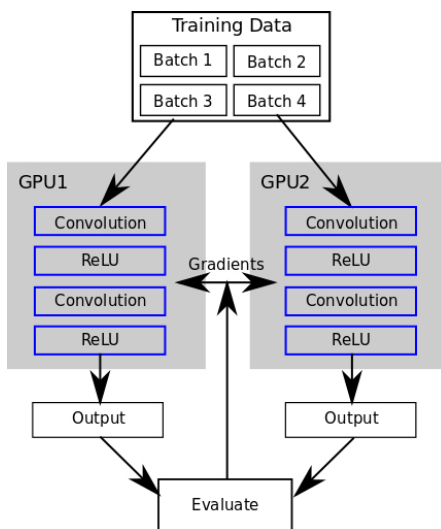 Training Data
Batch 1
Batch 2
Batch 3
Batch 4
GPU1
Convolution
ReLU
Convolution
ReLU
Gradients
GPU2
Convolution
ReLU
Convolution
ReLU
Output
Output
Evaluate